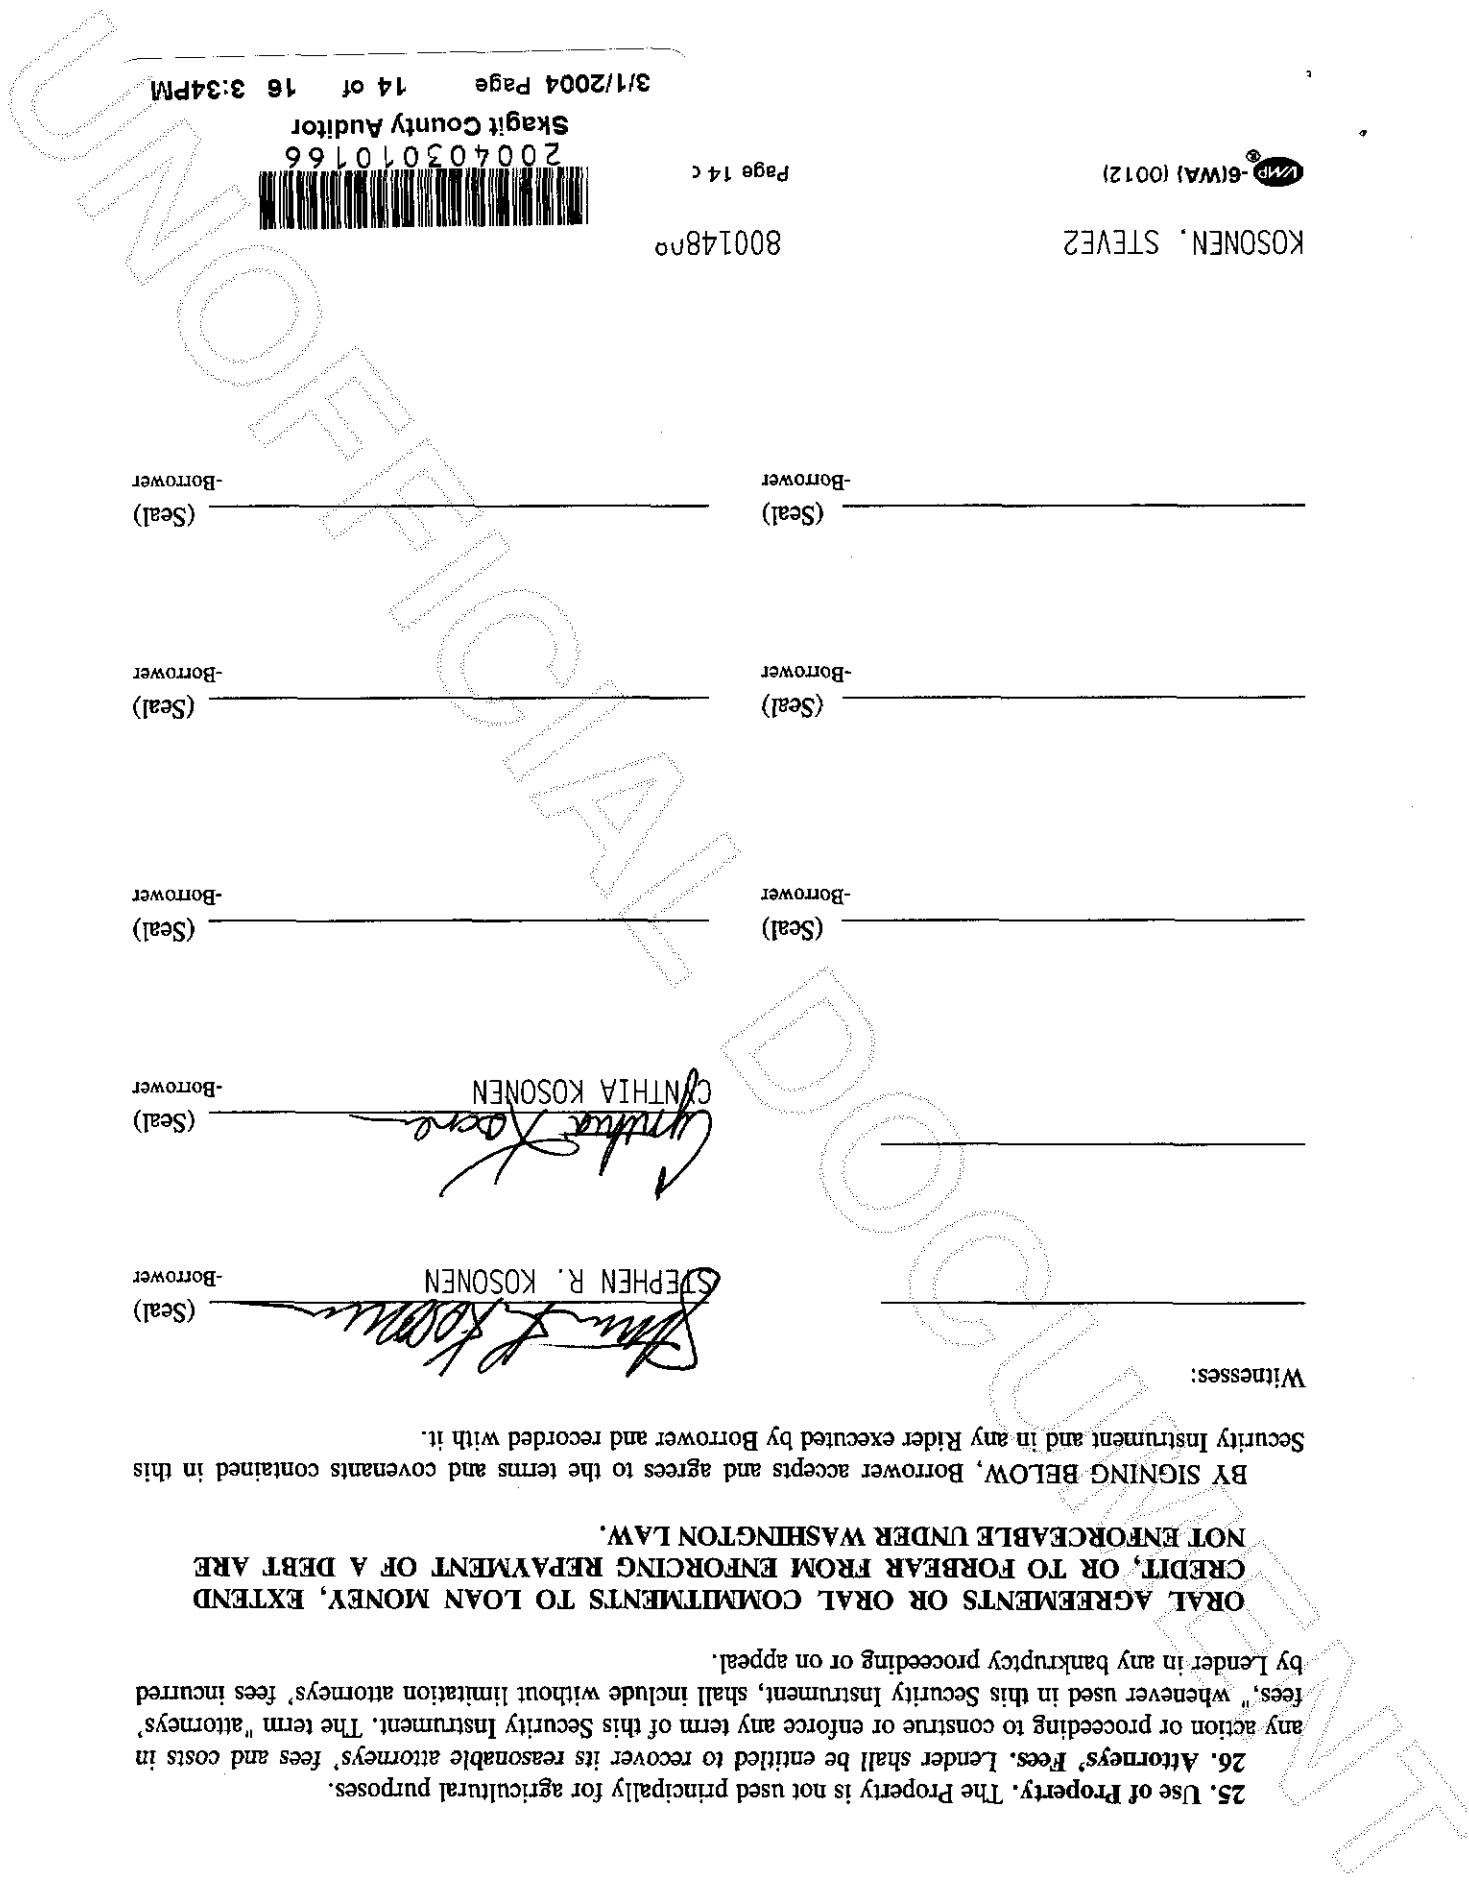 25. Use of Property. The Property is not used principally for agricultural purposes.
26. Attorneys' Fees. Lender shall be entitled to recover its reasonable attorneys' fees and costs in
any action or proceeding to construe or enforce any term of this Security Instrument. The term "attorneys'
fees," whenever used in this Security Instrument, shall include without limitation attorneys' fees incurred
by Lender in any bankruptcy proceeding or on appeal.
ORAL AGREEMENTS OR ORAL COMMITMENTS TO LOAN MONEY, EXTEND
CREDIT, OR TO FORBEAR FROM ENFORCING REPAYMENT OF A DEBT ARE
NOT ENFORCEABLE UNDER WASHINGTON LAW.
BY SIGNING BELOW, Borrower accepts and agrees to the terms and covenants contained in this
Security Instrument and in any Rider executed by Borrower and recorded with it.
Witnesses:
Stephen R Kosonen (Seal)
STEPHEN R. KOSONEN -Borrower
Cynthia Kosonen (Seal)
CYNTHIA KOSONEN -Borrower
(Seal) (Seal)
-Borrower -Borrower
(Seal) (Seal)
-Borrower -Borrower
(Seal) (Seal)
-Borrower -Borrower
KOSONEN, STEVE2 800148
VMP ® -6(WA) (0012) Page 14
200403010166
Skagit County Auditor
3/1/2004 Page 14 of 16 3:34PM
UNOFFICIAL DOCUMENT